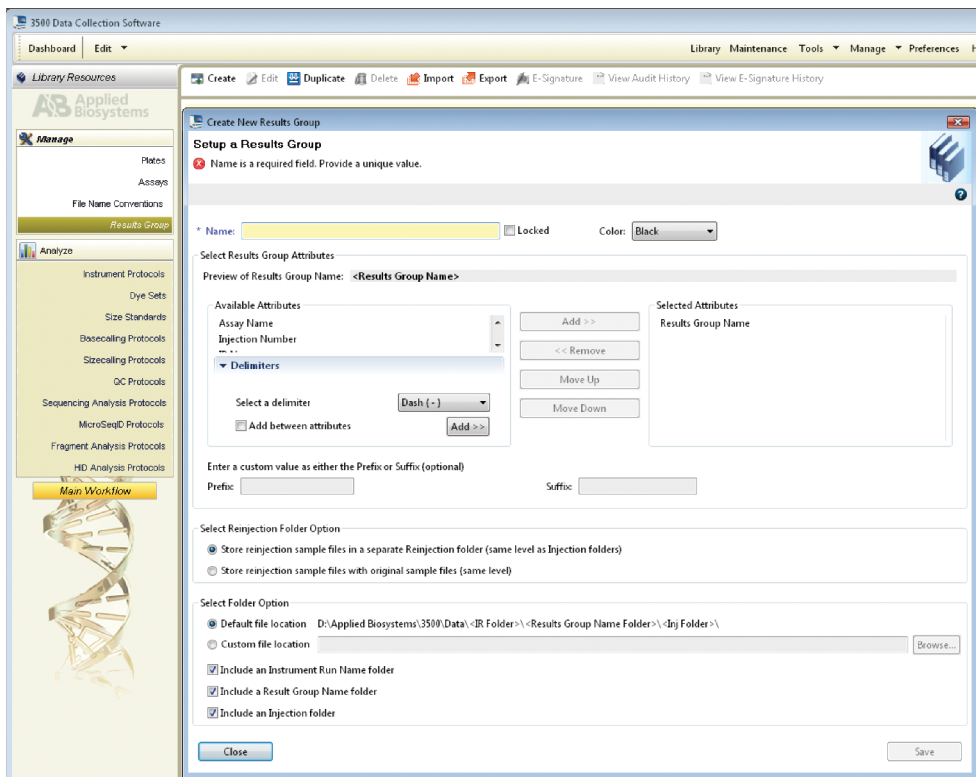 3500 Data Collection Software
Dashboard Edit Library Maintenance Tools Manage Preferences
Library Resources
Create Edit Duplicate Delete Import Export E-Signature View Audit History View E-Signature History
AB Applied Biosystems
Manage
Plates
Assays
File Name Conventions
Results Group
Analyze
Instrument Protocols
Dye Sets
Size Standards
Basecalling Protocols
Sizecalling Protocols
QC Protocols
Sequencing Analysis Protocols
MicroSeqID Protocols
Fragment Analysis Protocols
HID Analysis Protocols
Main Workflow
Create New Results Group
Setup a Results Group
Name is a required field. Provide a unique value.
* Name: Locked Color: Black
Select Results Group Attributes
Preview of Results Group Name: <Results Group Name>
Available Attributes
Assay Name
Injection Number
Delimiters
Select a delimiter Dash ( - )
Add between attributes Add >>
Add >>
<< Remove
Move Up
Move Down
Selected Attributes
Results Group Name
Enter a custom value as either the Prefix or Suffix (optional)
Prefix: Suffix:
Select Reinjection Folder Option
Store reinjection sample files in a separate Reinjection folder (same level as Injection folders)
Store reinjection sample files with original sample files (same level)
Select Folder Option
Default file location D:\Applied Biosystems\3500\Data\<IR Folder>\<Results Group Name Folder>\<Inj Folder>\
Custom file location Browse...
Include an Instrument Run Name folder
Include a Result Group Name folder
Include an Injection folder
Close Save